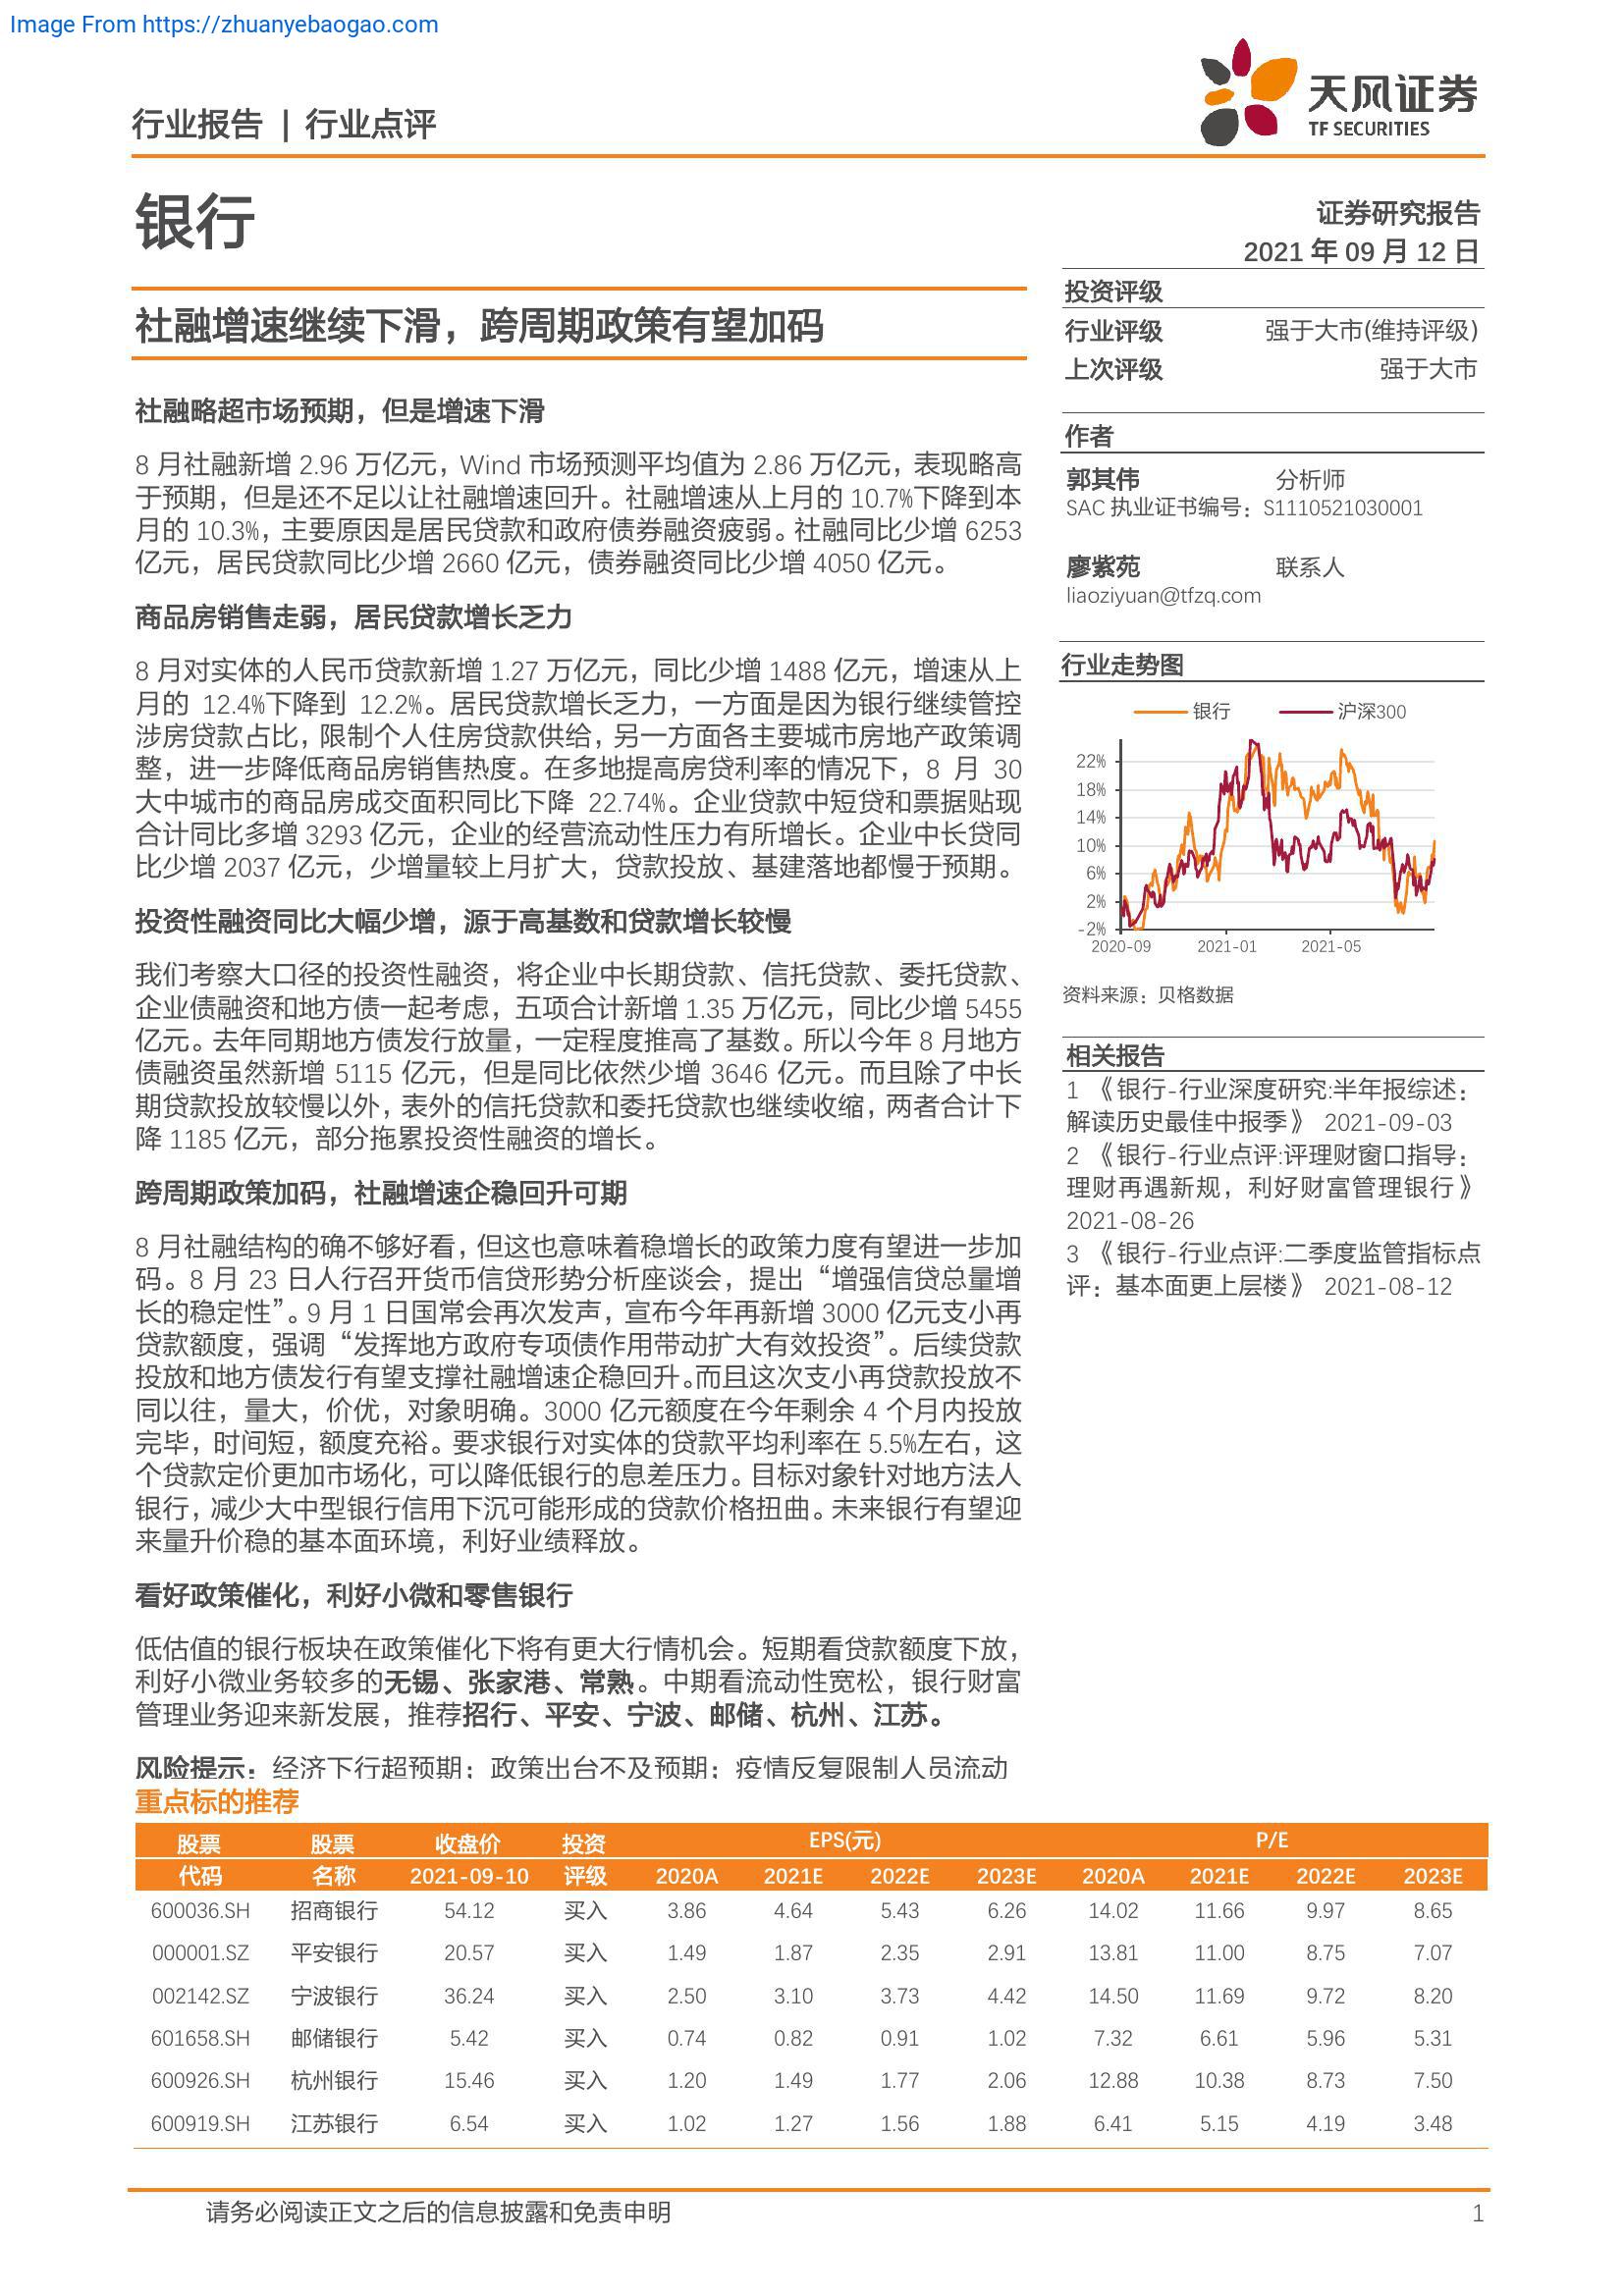 Image From https://zhuanyebaogao.com
行业报告 | 行业点评
天风证券
TF SECURITIES
银行
证券研究报告
2021 年 09 月 12 日
社融增速继续下滑，跨周期政策有望加码
社融略超市场预期，但是增速下滑
8 月社融新增 2.96 万亿元，Wind 市场预测平均值为 2.86 万亿元，表现略高
于预期，但是还不足以让社融增速回升。社融增速从上月的 10.7%下降到本
月的 10.3%，主要原因是居民贷款和政府债券融资疲弱。社融同比少增 6253
亿元，居民贷款同比少增 2660 亿元，债券融资同比少增 4050 亿元。
商品房销售走弱，居民贷款增长乏力
8 月对实体的人民币贷款新增 1.27 万亿元，同比少增 1488 亿元，增速从上
月的 12.4%下降到 12.2%。居民贷款增长乏力，一方面是因为银行继续管控
涉房贷款占比，限制个人住房贷款供给，另一方面各主要城市房地产政策调
整，进一步降低商品房销售热度。在多地提高房贷利率的情况下，8 月 30
大中城市的商品房成交面积同比下降 22.74%。企业贷款中短贷和票据贴现
合计同比多增 3293 亿元，企业的经营流动性压力有所增长。企业中长贷同
比少增 2037 亿元，少增量较上月扩大，贷款投放、基建落地都慢于预期。
投资性融资同比大幅少增，源于高基数和贷款增长较慢
我们考察大口径的投资性融资，将企业中长期贷款、信托贷款、委托贷款、
企业债融资和地方债一起考虑，五项合计新增 1.35 万亿元，同比少增 5455
亿元。去年同期地方债发行放量，一定程度推高了基数。所以今年 8 月地方
债融资虽然新增 5115 亿元，但是同比依然少增 3646 亿元。而且除了中长
期贷款投放较慢以外，表外的信托贷款和委托贷款也继续收缩，两者合计下
降 1185 亿元，部分拖累投资性融资的增长。
跨周期政策加码，社融增速企稳回升可期
8 月社融结构的确不够好看，但这也意味着稳增长的政策力度有望进一步加
码。8 月 23 日人行召开货币信贷形势分析座谈会，提出“增强信贷总量增
长的稳定性”。9 月 1 日国常会再次发声，宣布今年再新增 3000 亿元支小再
贷款额度，强调“发挥地方政府专项债作用带动扩大有效投资”。后续贷款
投放和地方债发行有望支撑社融增速企稳回升。而且这次支小再贷款投放不
同以往，量大，价优，对象明确。3000 亿元额度在今年剩余 4 个月内投放
完毕，时间短，额度充裕。要求银行对实体的贷款平均利率在 5.5%左右，这
个贷款定价更加市场化，可以降低银行的息差压力。目标对象针对地方法人
银行，减少大中型银行信用下沉可能形成的贷款价格扭曲。未来银行有望迎
来量升价稳的基本面环境，利好业绩释放。
看好政策催化，利好小微和零售银行
低估值的银行板块在政策催化下将有更大行情机会。短期看贷款额度下放，
利好小微业务较多的无锡、张家港、常熟。中期看流动性宽松，银行财富
管理业务迎来新发展，推荐招行、平安、宁波、邮储、杭州、江苏。
风险提示：经济下行超预期；政策出台不及预期；疫情反复限制人员流动
投资评级
行业评级 强于大市(维持评级)
上次评级 强于大市
作者
郭其伟 分析师
SAC 执业证书编号：S1110521030001
廖紫苑 联系人
liaoziyuan@tfzq.com
行业走势图
银行 沪深300
22%
18%
14%
10%
6%
2%
-2%
2020-09 2021-01 2021-05
资料来源：贝格数据
相关报告
1 《银行-行业深度研究:半年报综述：
解读历史最佳中报季》 2021-09-03
2 《银行-行业点评:评理财窗口指导：
理财再遇新规，利好财富管理银行》
2021-08-26
3 《银行-行业点评:二季度监管指标点
评：基本面更上层楼》 2021-08-12
重点标的推荐
股票 股票 收盘价 投资 EPS(元) P/E
代码 名称 2021-09-10 评级 2020A 2021E 2022E 2023E 2020A 2021E 2022E 2023E
600036.SH 招商银行 54.12 买入 3.86 4.64 5.43 6.26 14.02 11.66 9.97 8.65
000001.SZ 平安银行 20.57 买入 1.49 1.87 2.35 2.91 13.81 11.00 8.75 7.07
002142.SZ 宁波银行 36.24 买入 2.50 3.10 3.73 4.42 14.50 11.69 9.72 8.20
601658.SH 邮储银行 5.42 买入 0.74 0.82 0.91 1.02 7.32 6.61 5.96 5.31
600926.SH 杭州银行 15.46 买入 1.20 1.49 1.77 2.06 12.88 10.38 8.73 7.50
600919.SH 江苏银行 6.54 买入 1.02 1.27 1.56 1.88 6.41 5.15 4.19 3.48
请务必阅读正文之后的信息披露和免责申明 1